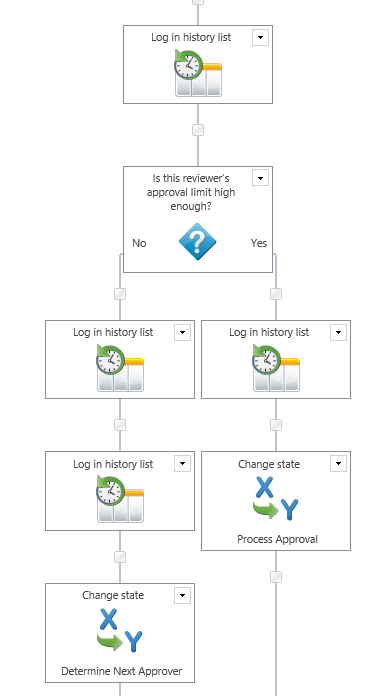 Log in history list
Is this reviewer's
approval limit high
enough?
No
Yes
Log in history list
Log in history list
Log in history list
Change state
Process Approval
Change state
Determine Next Approver